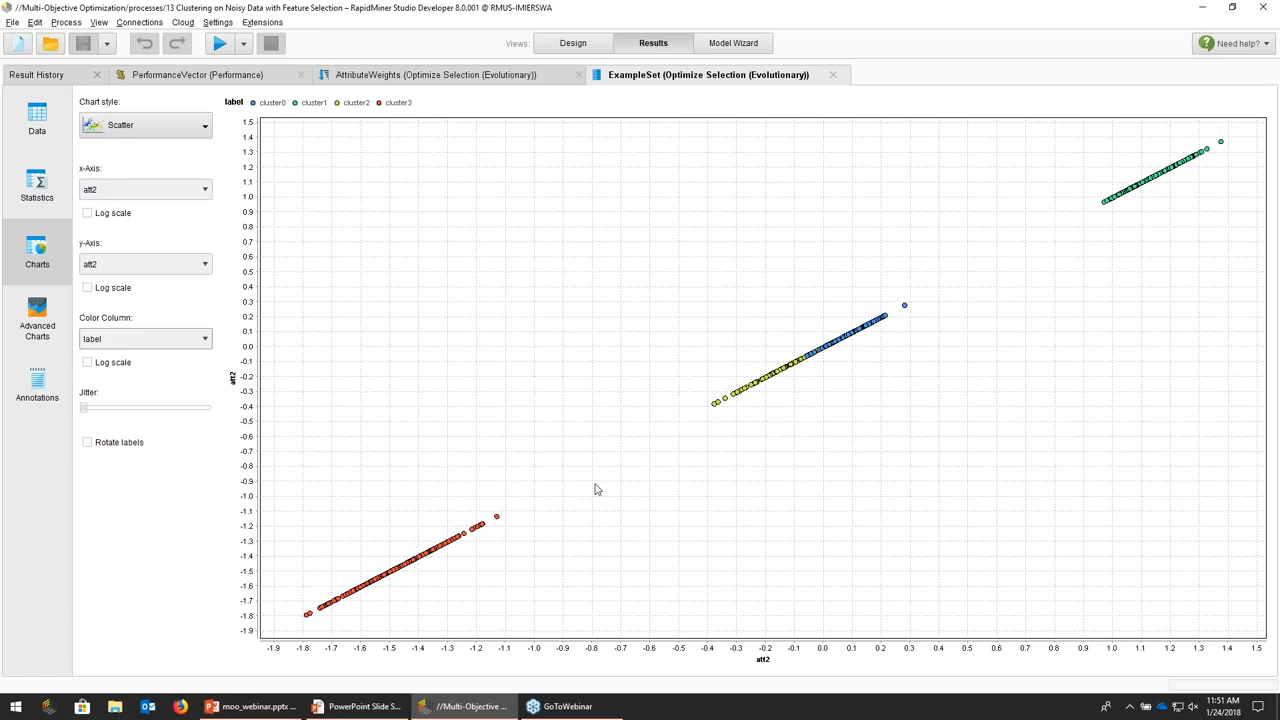 //Multi-Objective Optimization/processes/13 Clustering on Noisy Data with Feature Selection – RapidMiner Studio Developer 8.0.001 @ RMUS-IMIERSWA
File Edit Process View Connections Cloud Settings Extensions
Views: Design Results Model Wizard Need help?
Result History PerformanceVector (Performance) AttributeWeights (Optimize Selection (Evolutionary)) ExampleSet (Optimize Selection (Evolutionary))
Data
Statistics
Charts
Advanced
Charts
Annotations
Chart style:
Scatter
x-Axis:
att2
Log scale
y-Axis:
att2
Log scale
Color Column:
label
Log scale
Jitter:
Rotate labels
label cluster0 cluster1 cluster2 cluster3
1.5
1.4
1.3
1.2
1.1
1.0
0.9
0.8
0.7
0.6
0.5
0.4
0.3
0.2
0.1
0.0
-0.1
-0.2
-0.3
-0.4
-0.5
-0.6
-0.7
-0.8
-0.9
-1.0
-1.1
-1.2
-1.3
-1.4
-1.5
-1.6
-1.7
-1.8
-1.9
att2
-1.9 -1.8 -1.7 -1.6 -1.5 -1.4 -1.3 -1.2 -1.1 -1.0 -0.9 -0.8 -0.7 -0.6 -0.5 -0.4 -0.3 -0.2 -0.1 0.0 0.1 0.2 0.3 0.4 0.5 0.6 0.7 0.8 0.9 1.0 1.1 1.2 1.3 1.4 1.5
att2
moo_webinar.pptx ... PowerPoint Slide S... //Multi-Objective ... GoToWebinar
11:51 AM
1/24/2018